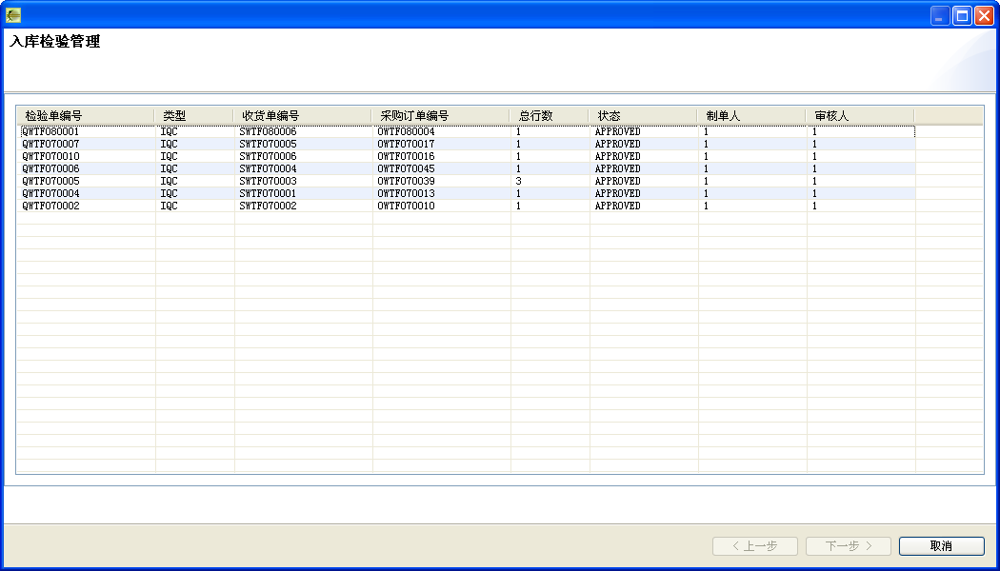 入库检验管理
检验单编号 类型 收货单编号 采购订单编号 总行数 状态 制单人 审核人
QWTF080001 IQC SWTF080006 OWTF080004 1 APPROVED 1 1
QWTF070007 IQC SWTF070005 OWTF070017 1 APPROVED 1 1
QWTF070010 IQC SWTF070006 OWTF070016 1 APPROVED 1 1
QWTF070006 IQC SWTF070004 OWTF070045 1 APPROVED 1 1
QWTF070005 IQC SWTF070003 OWTF070039 3 APPROVED 1 1
QWTF070004 IQC SWTF070001 OWTF070013 1 APPROVED 1 1
QWTF070002 IQC SWTF070002 OWTF070010 1 APPROVED 1 1
< 上一步 下一步 > 取消